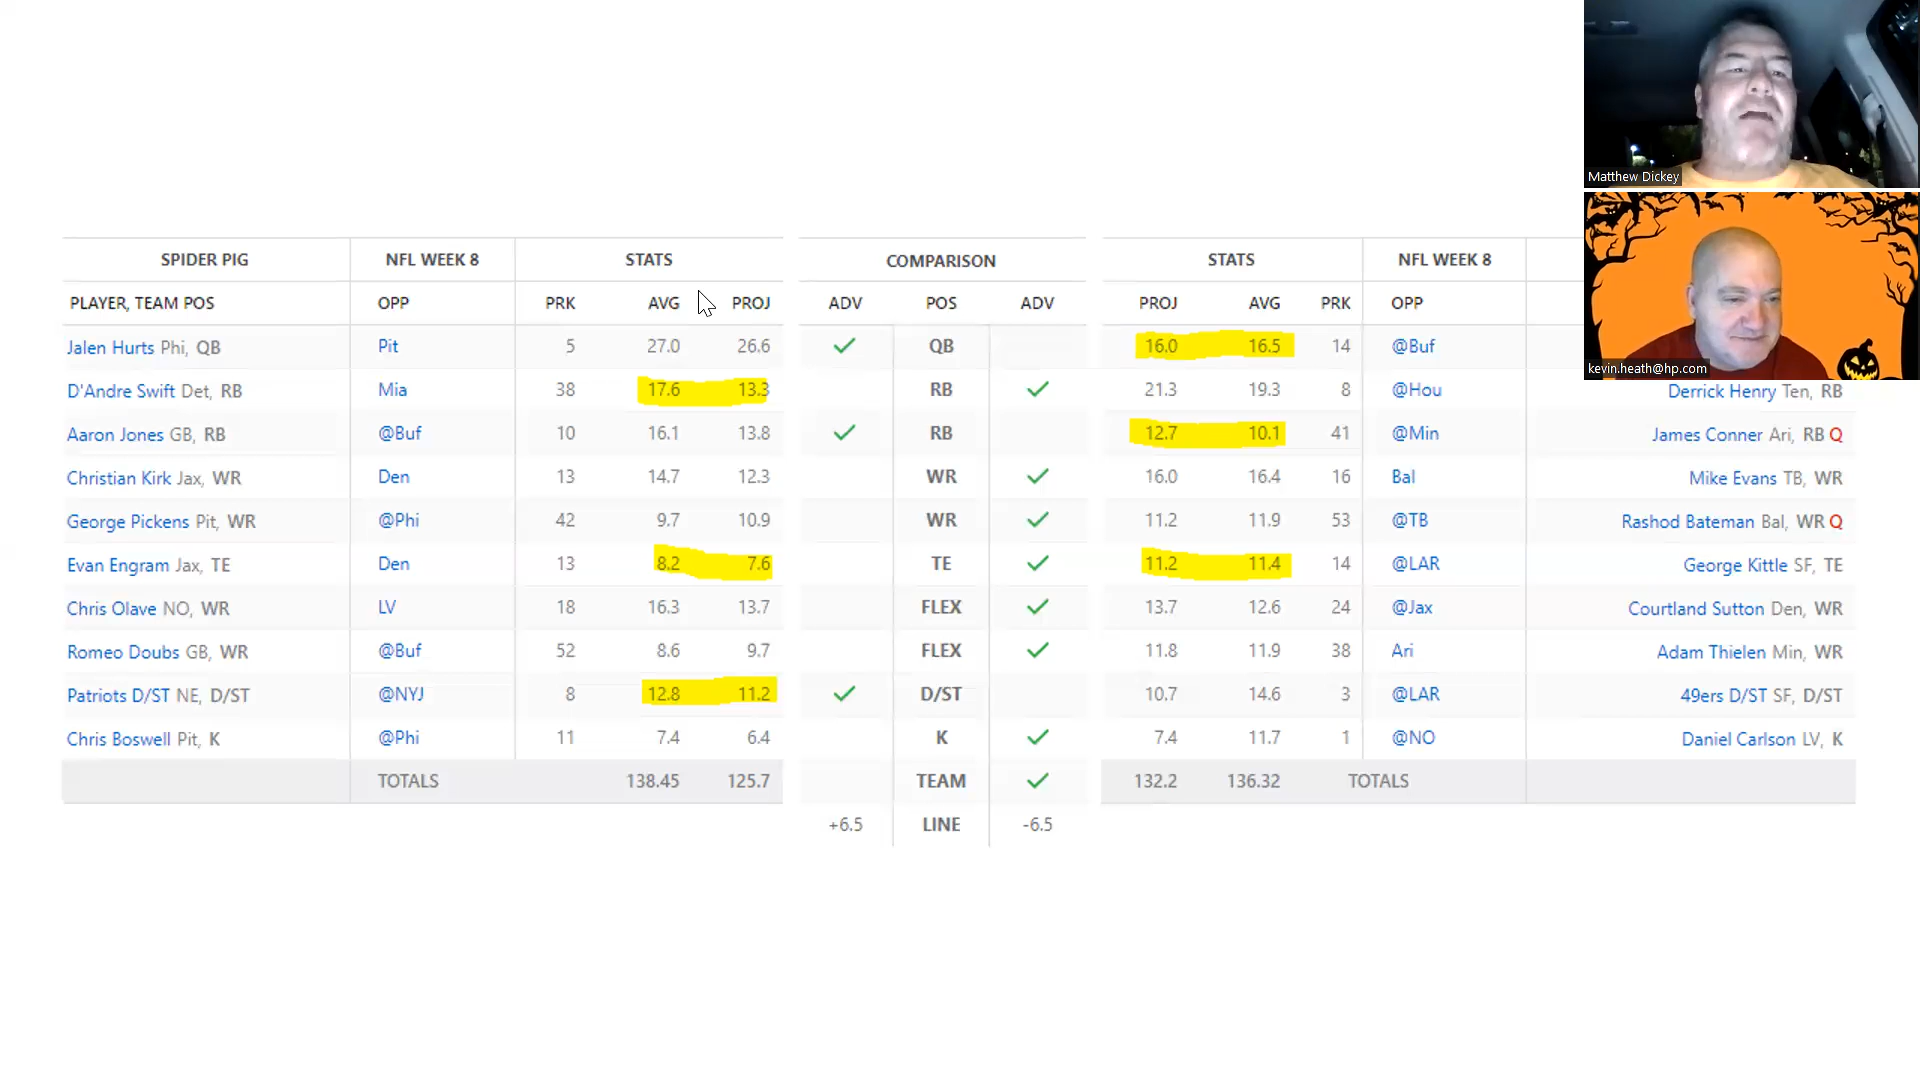 Matthew Dickey
kevin.heath@hp.com
SPIDER PIG NFL WEEK 8 STATS COMPARISON STATS NFL WEEK 8
PLAYER, TEAM POS OPP PRK AVG PROJ ADV POS ADV PROJ AVG PRK OPP
Jalen Hurts Phi, QB Pit 5 27.0 26.6 ✓ QB 16.0 16.5 14 @Buf
D'Andre Swift Det, RB Mia 38 17.6 13.3 RB ✓ 21.3 19.3 8 @Hou Derrick Henry Ten, RB
Aaron Jones GB, RB @Buf 10 16.1 13.8 ✓ RB 12.7 10.1 41 @Min James Conner Ari, RB Q
Christian Kirk Jax, WR Den 13 14.7 12.3 WR ✓ 16.0 16.4 16 Bal Mike Evans TB, WR
George Pickens Pit, WR @Phi 42 9.7 10.9 WR ✓ 11.2 11.9 53 @TB Rashod Bateman Bal, WR Q
Evan Engram Jax, TE Den 13 8.2 7.6 TE ✓ 11.2 11.4 14 @LAR George Kittle SF, TE
Chris Olave NO, WR LV 18 16.3 13.7 FLEX ✓ 13.7 12.6 24 @Jax Courtland Sutton Den, WR
Romeo Doubs GB, WR @Buf 52 8.6 9.7 FLEX ✓ 11.8 11.9 38 Ari Adam Thielen Min, WR
Patriots D/ST NE, D/ST @NYJ 8 12.8 11.2 ✓ D/ST 10.7 14.6 3 @LAR 49ers D/ST SF, D/ST
Chris Boswell Pit, K @Phi 11 7.4 6.4 K ✓ 7.4 11.7 1 @NO Daniel Carlson LV, K
TOTALS 138.45 125.7 TEAM ✓ 132.2 136.32 TOTALS
+6.5 LINE -6.5